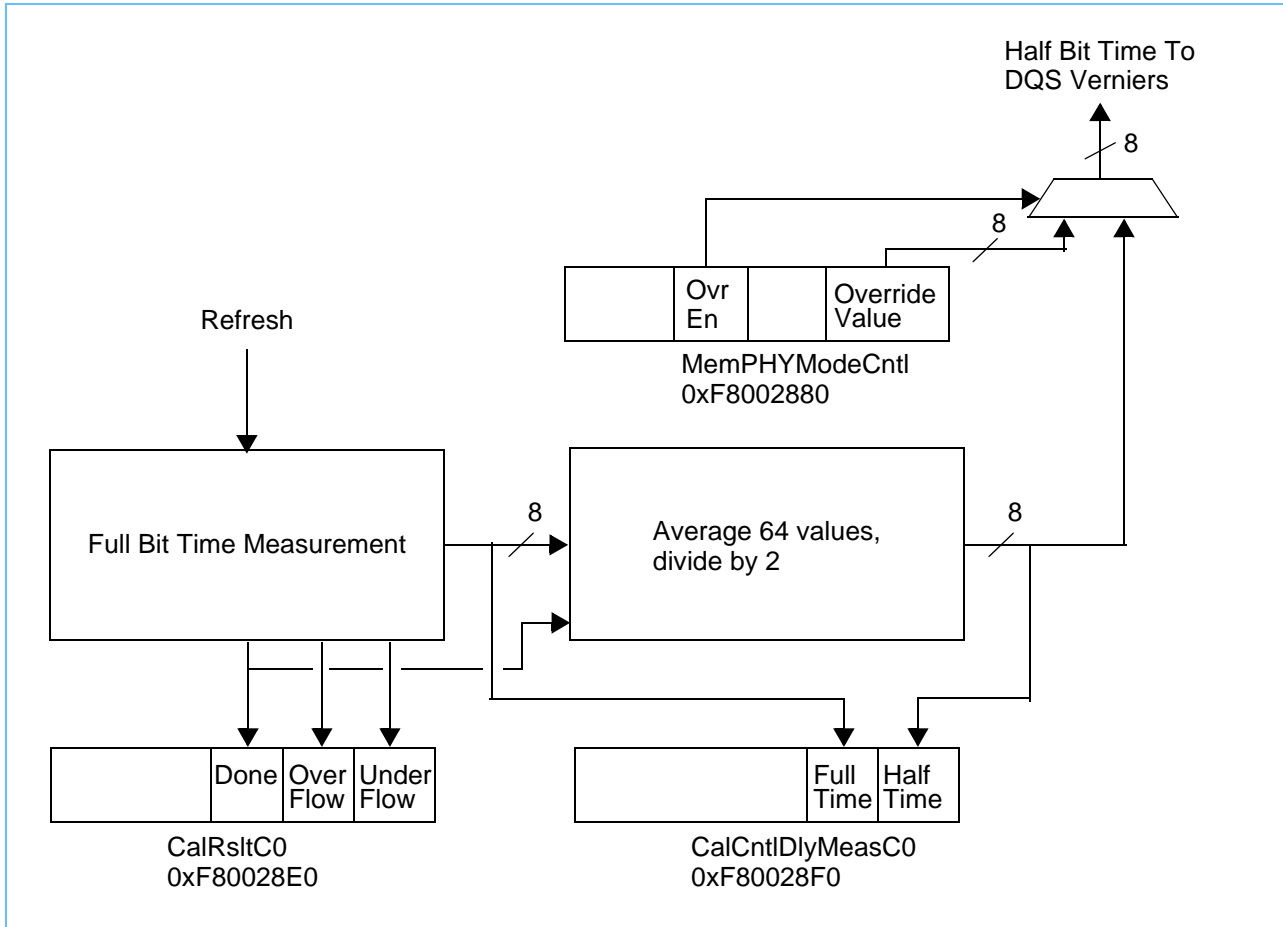 Half Bit Time To
DQS Verniers
8
8
Ovr
En
Override
Value
Refresh
MemPHYModeCntl
0xF8002880
Full Bit Time Measurement
8
Average 64 values,
divide by 2
8
Done
Over
Flow
Under
Flow
Full
Time
Half
Time
CalRsltC0
0xF80028E0
CalCntlDlyMeasC0
0xF80028F0